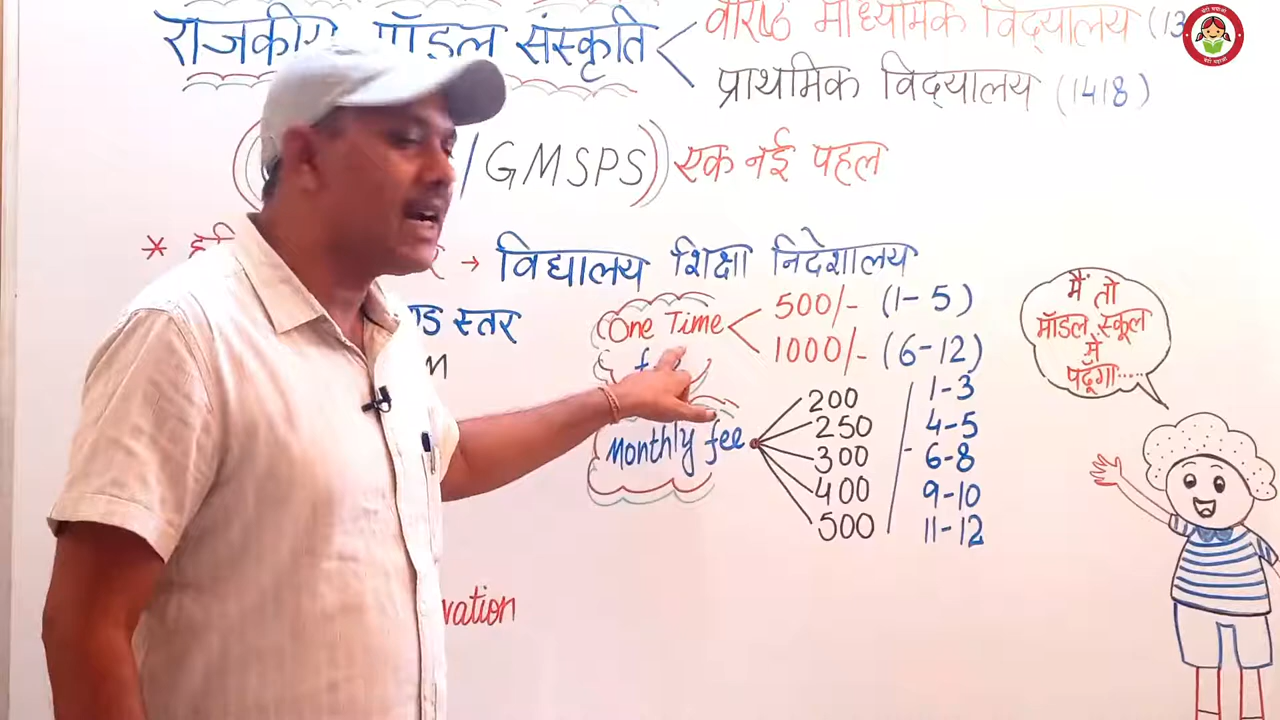 राजकीय मॉडल संस्कृति
वरिष्ठ माध्यमिक विद्यालय (13
प्राथमिक विद्यालय (1418)
/GMSPS) एक नई पहल
* → विद्यालय शिक्षा निदेशालय
स्तर
One Time
500/- (1-5)
1000/- (6-12)
Monthly fee
200 1-3
250 4-5
300 - 6-8
400 9-10
500 11-12
vation
मैं तो
मॉडल स्कूल
में
पढूँगा.....